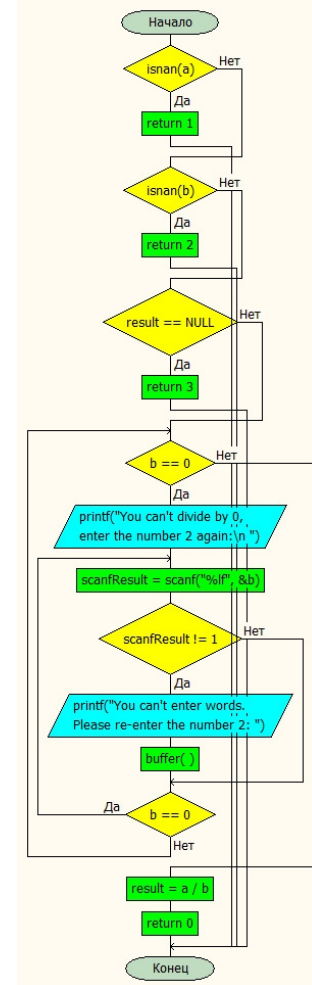 Начало
isnan(a)
Нет
Да
return 1
isnan(b)
Нет
Да
return 2
result == NULL
Нет
Да
return 3
b == 0
Нет
Да
printf("You can't divide by 0,
enter the number 2 again:\n ")
scanfResult = scanf("%lf", &b)
scanfResult != 1
Нет
Да
printf("You can't enter words.
Please re-enter the number 2: ")
buffer( )
Да
b == 0
Нет
result = a / b
return 0
Конец